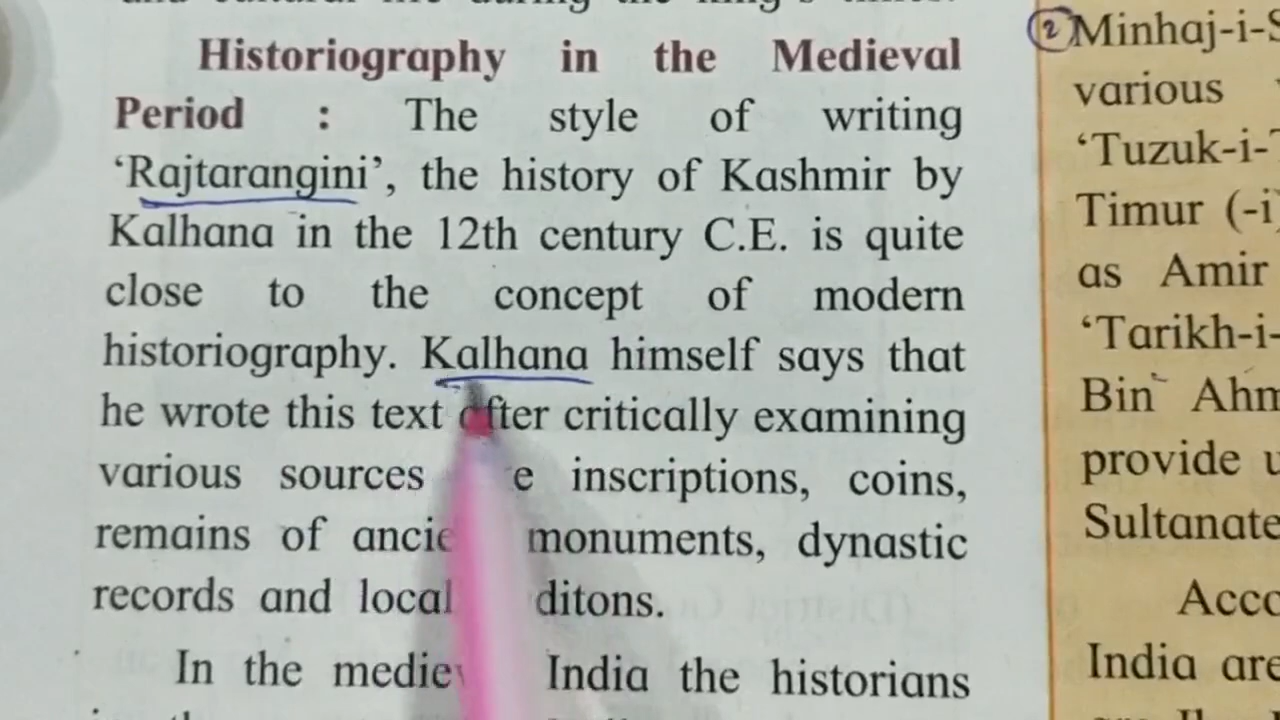 Historiography in the Medieval
Period : The style of writing
‘Rajtarangini’, the history of Kashmir by
Kalhana in the 12th century C.E. is quite
close to the concept of modern
historiography. Kalhana himself says that
he wrote this text after critically examining
various sources inscriptions, coins,
remains of monuments, dynastic
records and local ditons.
In the India the historians
2 Minhaj-i-S
various
‘Tuzuk-i-T
Timur (-i
as Amir
‘Tarikh-i-
Bin Ahm
provide u
Sultanate
Acco
India are